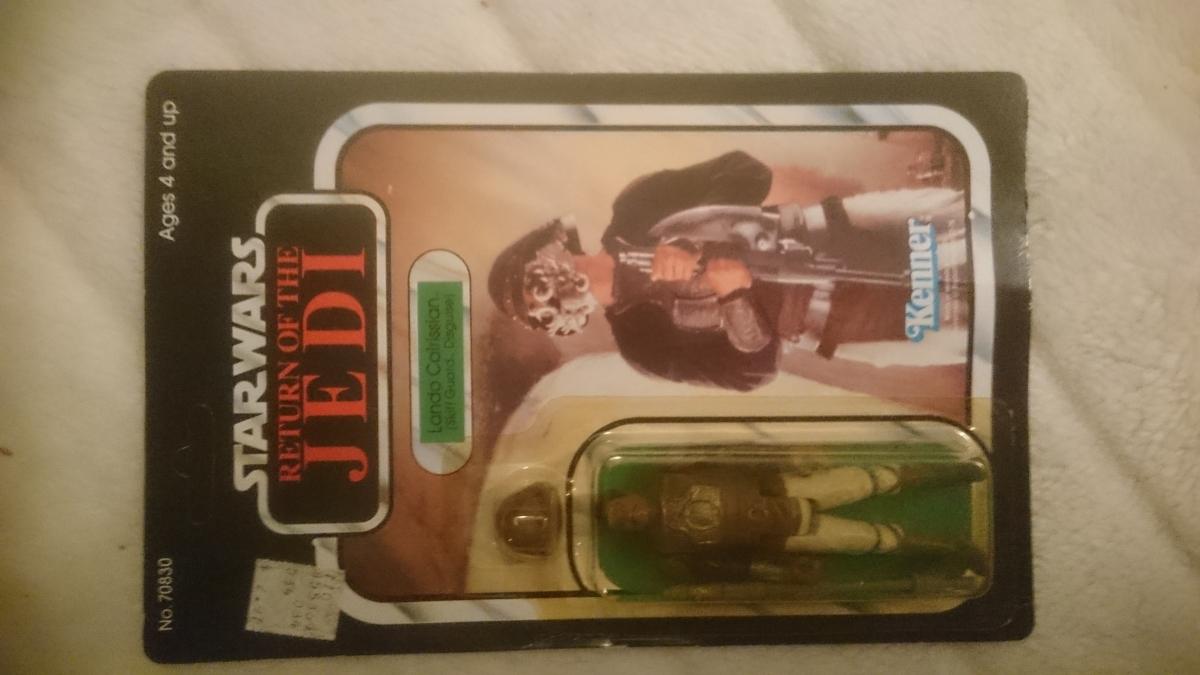 No. 70830
Ages 4 and up
STAR WARS
RETURN OF THE
JEDI
Lando Calrissian
(Skiff Guard Disguise)
Kenner